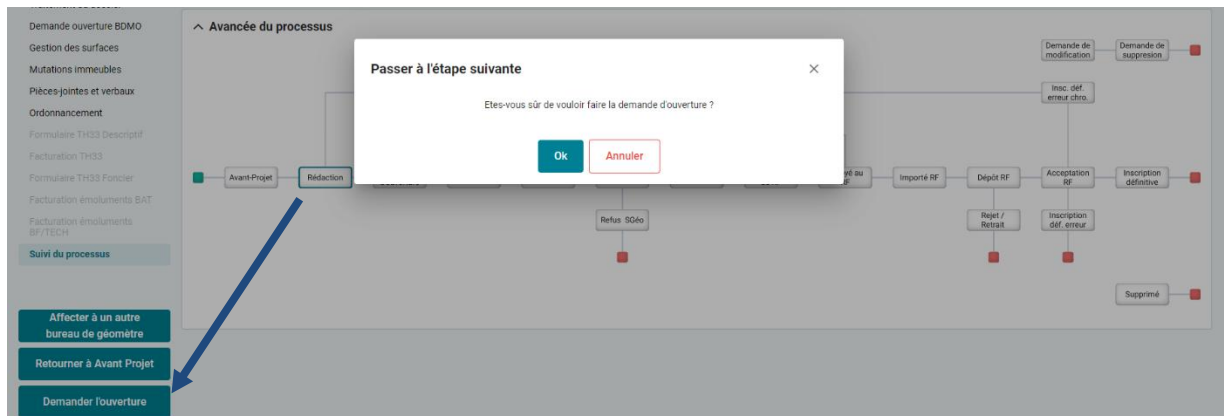 Demande ouverture BDMO
Gestion des surfaces
Mutations immeubles
Pièces-jointes et verbaux
Ordonnancement
Formulaire TH33 Descriptif
Facturation TH33
Formulaire TH33 Foncier
Facturation émoluments BAT
Facturation émoluments
RF/TECH
Suivi du processus
Affecter à un autre
bureau de géomètre
Retourner à Avant Projet
Demander l'ouverture
Avancée du processus
Passer à l'étape suivante
Etes-vous sûr de vouloir faire la demande d'ouverture ?
Ok
Annuler
Demande de
modification
Demande de
suppresion
Insc. déf.
erreur chro.
Avant-Projet
Rédaction
Importé RF
Dépôt RF
Acceptation
RF
Inscription
définitive
Refus SGéo
Rejet /
Retrait
Inscription
déf. erreur
Supprimé